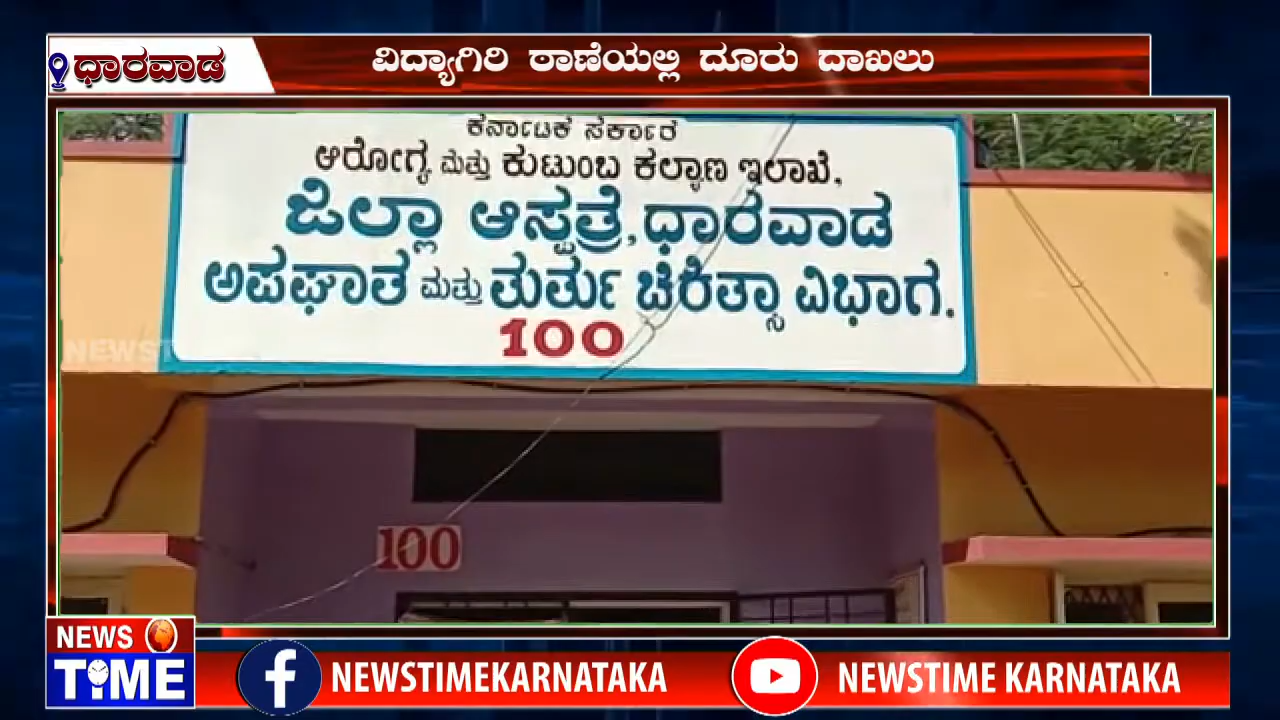 ಧಾರವಾಡ
ವಿದ್ಯಾಗಿರಿ ಠಾಣೆಯಲ್ಲಿ ದೂರು ದಾಖಲು
ಕರ್ನಾಟಕ ಸರ್ಕಾರ
ಆರೋಗ್ಯ ಮತ್ತು ಕುಟುಂಬ ಕಲ್ಯಾಣ ಇಲಾಖೆ,
ಜಿಲ್ಲಾ ಆಸ್ಪತ್ರೆ, ಧಾರವಾಡ
ಅಪಘಾತ ಮತ್ತು ತುರ್ತು ಚಿಕಿತ್ಸಾ ವಿಭಾಗ.
100
NEWST
100
NEWS
TIME
NEWSTIMEKARNATAKA
NEWSTIME KARNATAKA